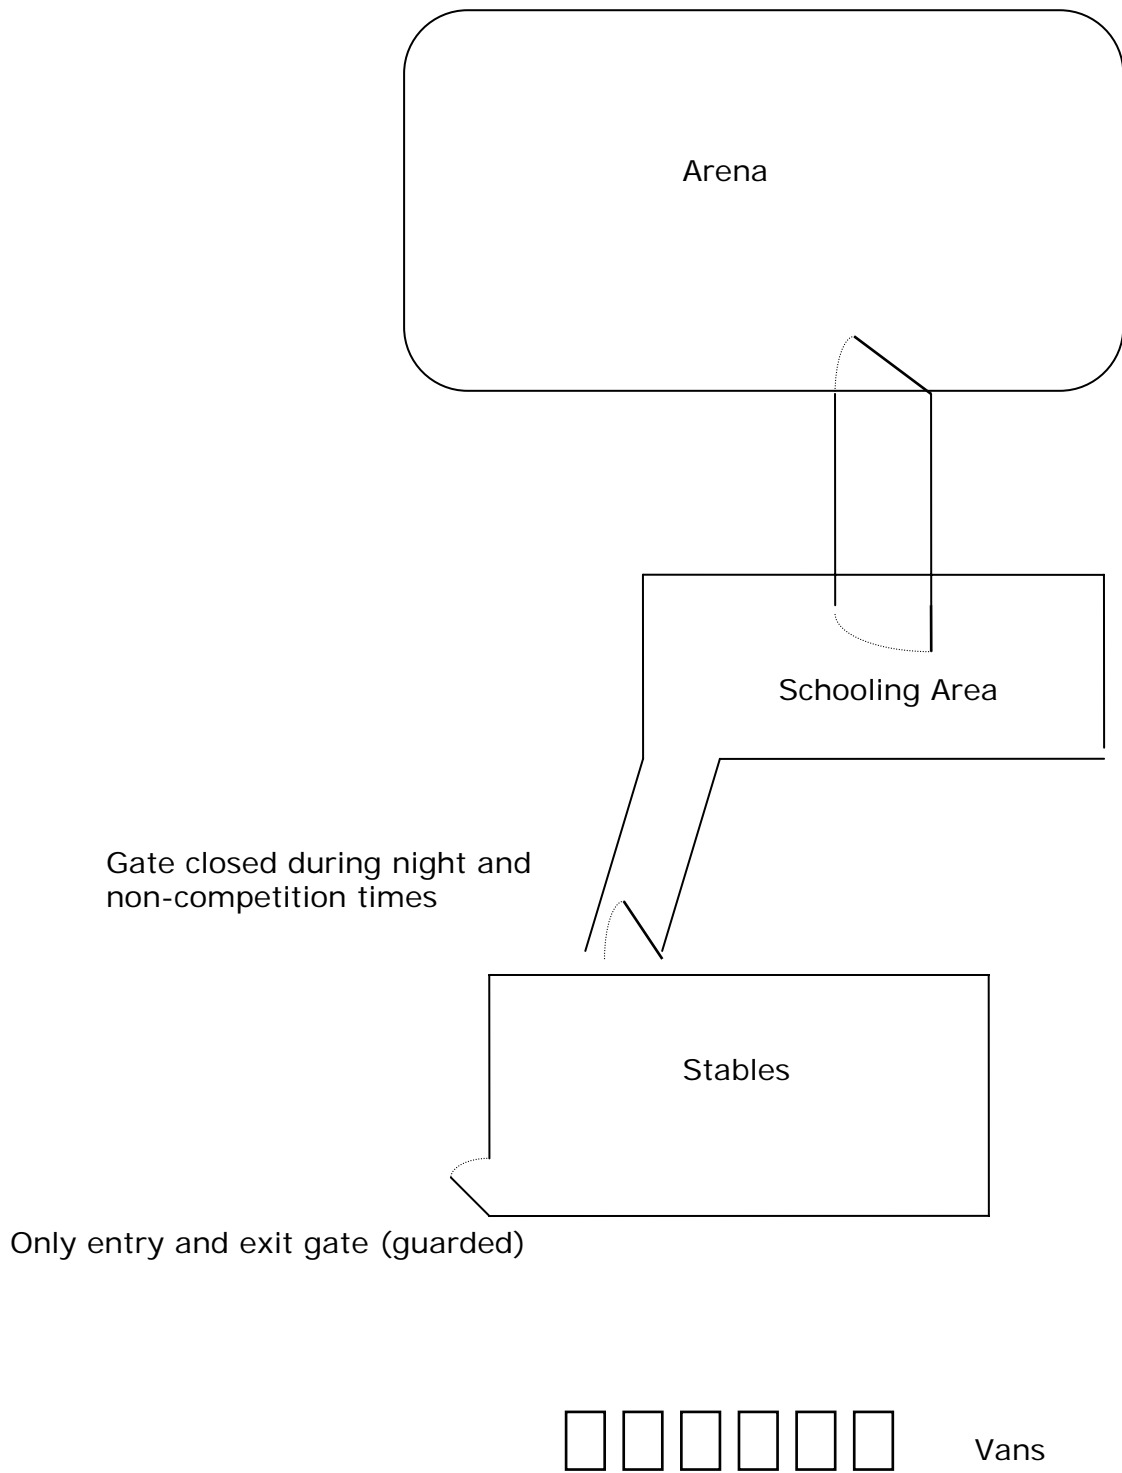 Arena
Schooling Area
Gate closed during night and
non-competition times
Stables
Only entry and exit gate (guarded)
Vans